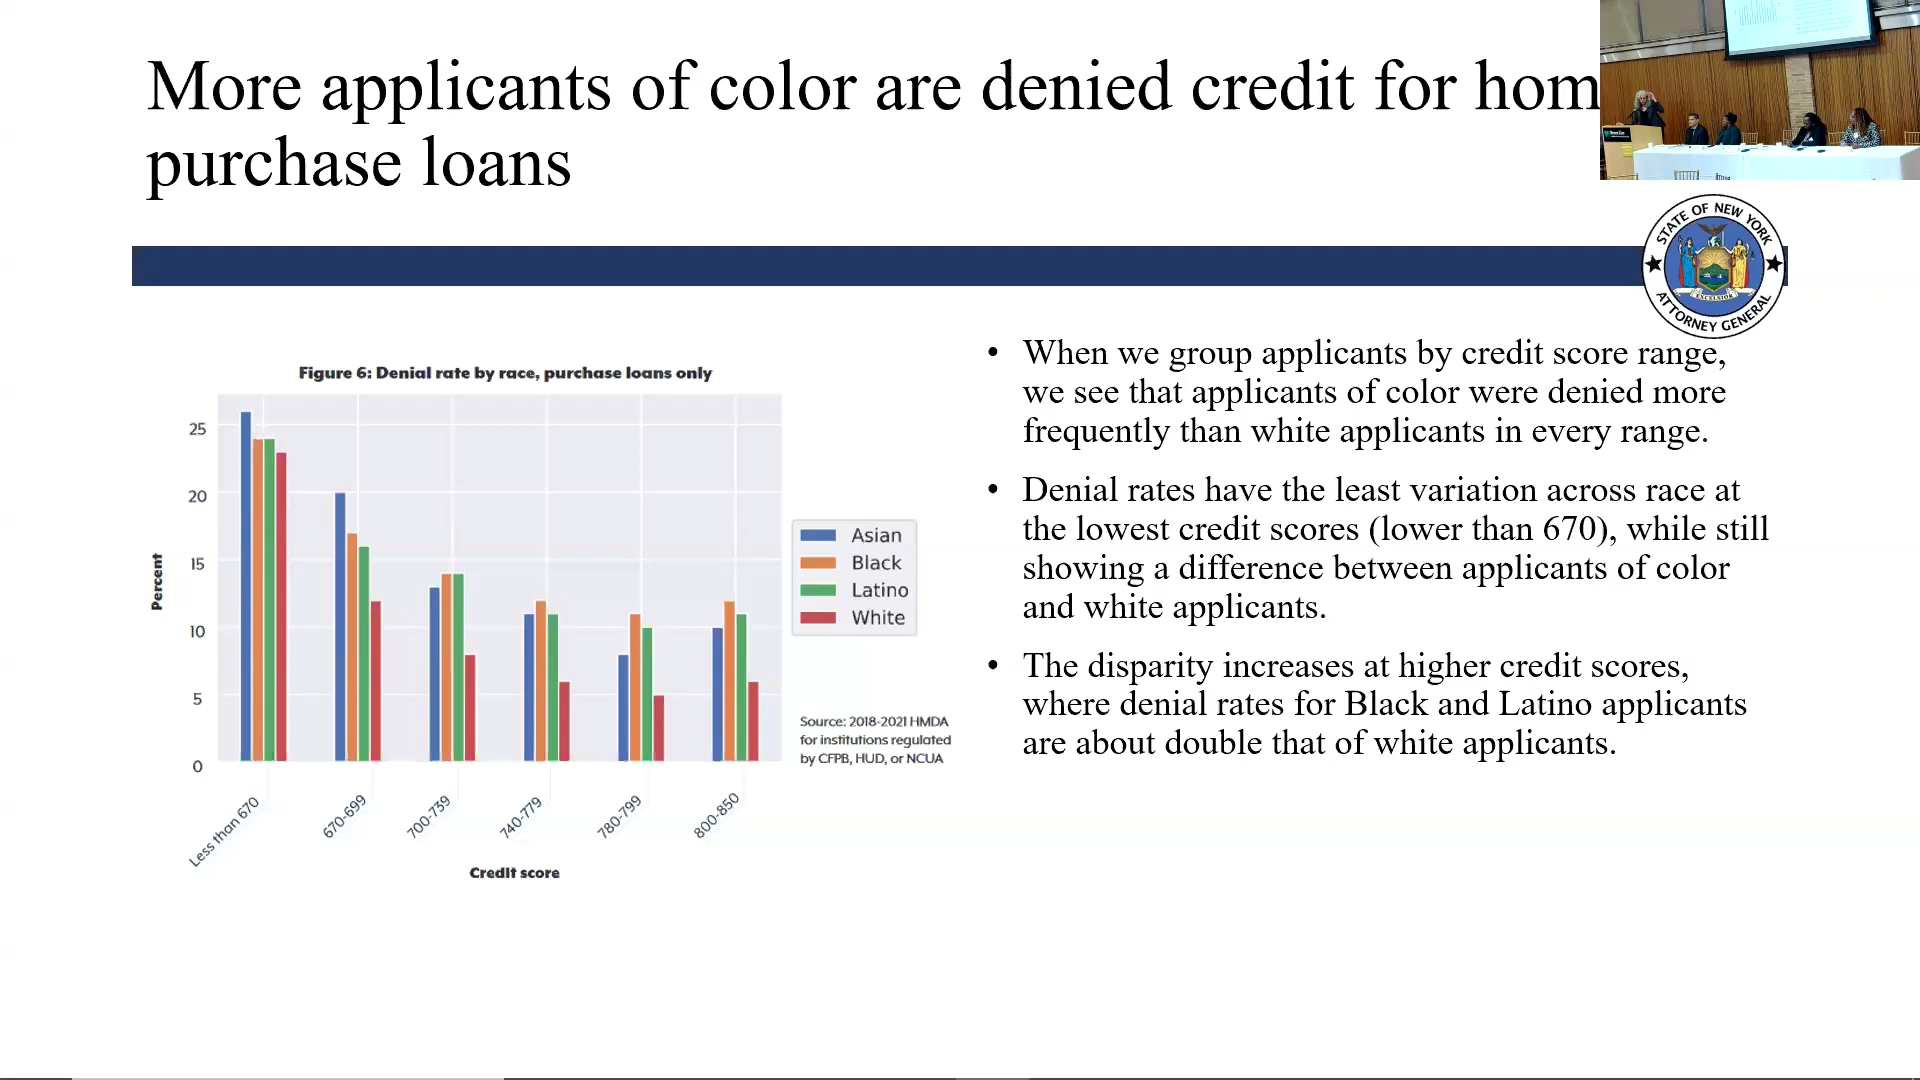 More applicants of color are denied credit for hom
purchase loans
STATE OF NEW YORK
EXCELSIOR
ATTORNEY GENERAL
Figure 6: Denial rate by race, purchase loans only
25
20
15
10
5
0
Percent
Asian
Black
Latino
White
Source: 2018-2021 HMDA
for institutions regulated
by CFPB, HUD, or NCUA
Less than 670
670-699
700-739
740-779
780-799
800-850
Credit score
• When we group applicants by credit score range,
we see that applicants of color were denied more
frequently than white applicants in every range.
• Denial rates have the least variation across race at
the lowest credit scores (lower than 670), while still
showing a difference between applicants of color
and white applicants.
• The disparity increases at higher credit scores,
where denial rates for Black and Latino applicants
are about double that of white applicants.